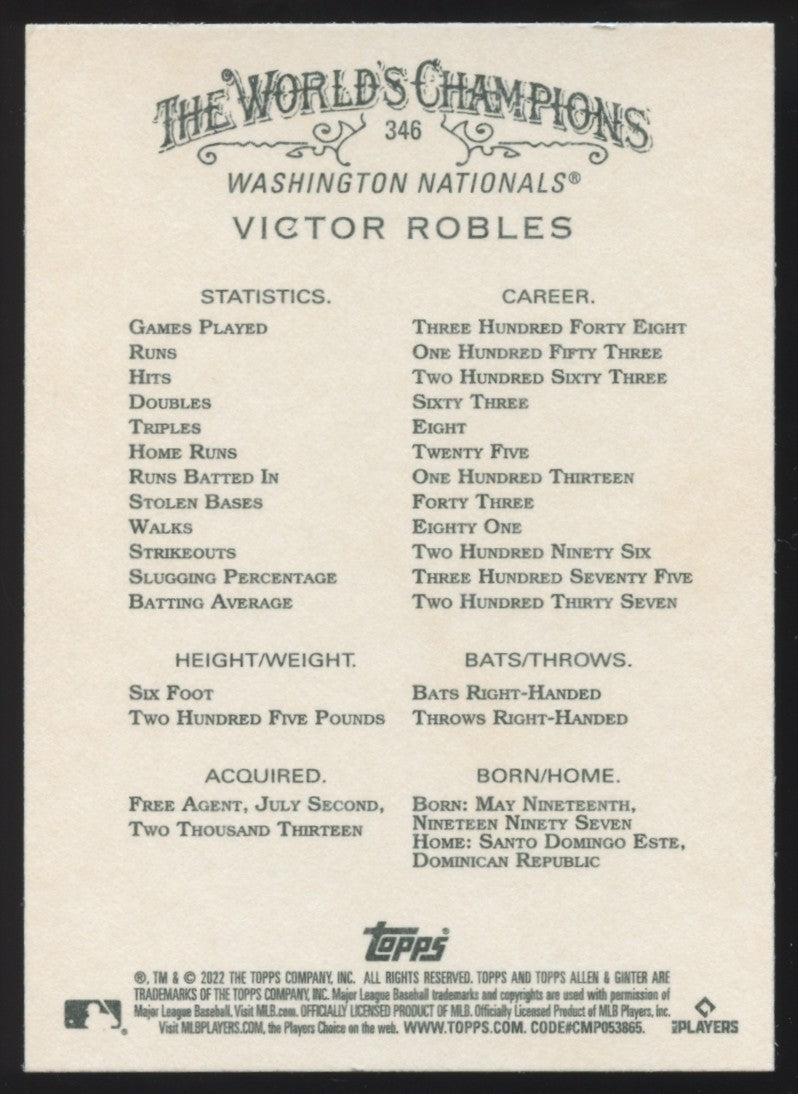 THE WORLD'S CHAMPIONS
346
WASHINGTON NATIONALS®
VICTOR ROBLES
STATISTICS. CAREER.
GAMES PLAYED THREE HUNDRED FORTY EIGHT
RUNS ONE HUNDRED FIFTY THREE
HITS TWO HUNDRED SIXTY THREE
DOUBLES SIXTY THREE
TRIPLES EIGHT
HOME RUNS TWENTY FIVE
RUNS BATTED IN ONE HUNDRED THIRTEEN
STOLEN BASES FORTY THREE
WALKS EIGHTY ONE
STRIKEOUTS TWO HUNDRED NINETY SIX
SLUGGING PERCENTAGE THREE HUNDRED SEVENTY FIVE
BATTING AVERAGE TWO HUNDRED THIRTY SEVEN
HEIGHT/WEIGHT.
SIX FOOT
TWO HUNDRED FIVE POUNDS
BATS/THROWS.
BATS RIGHT-HANDED
THROWS RIGHT-HANDED
ACQUIRED.
FREE AGENT, JULY SECOND,
TWO THOUSAND THIRTEEN
BORN/HOME.
BORN: MAY NINETEENTH,
NINETEEN NINETY SEVEN
HOME: SANTO DOMINGO ESTE,
DOMINICAN REPUBLIC
topps
®, TM & © 2022 THE TOPPS COMPANY, INC. ALL RIGHTS RESERVED. TOPPS AND TOPPS ALLEN & GINTER ARE
TRADEMARKS OF THE TOPPS COMPANY, INC. Major League Baseball trademarks and copyrights are used with permission of
Major League Baseball. Visit MLB.com. OFFICIALLY LICENSED PRODUCT OF MLB. Officially Licensed Product of MLB Players, Inc.
Visit MLBPLAYERS.COM, the Players Choice on the web. WWW.TOPPS.COM. CODE#CMP053865.
MLB PLAYERS